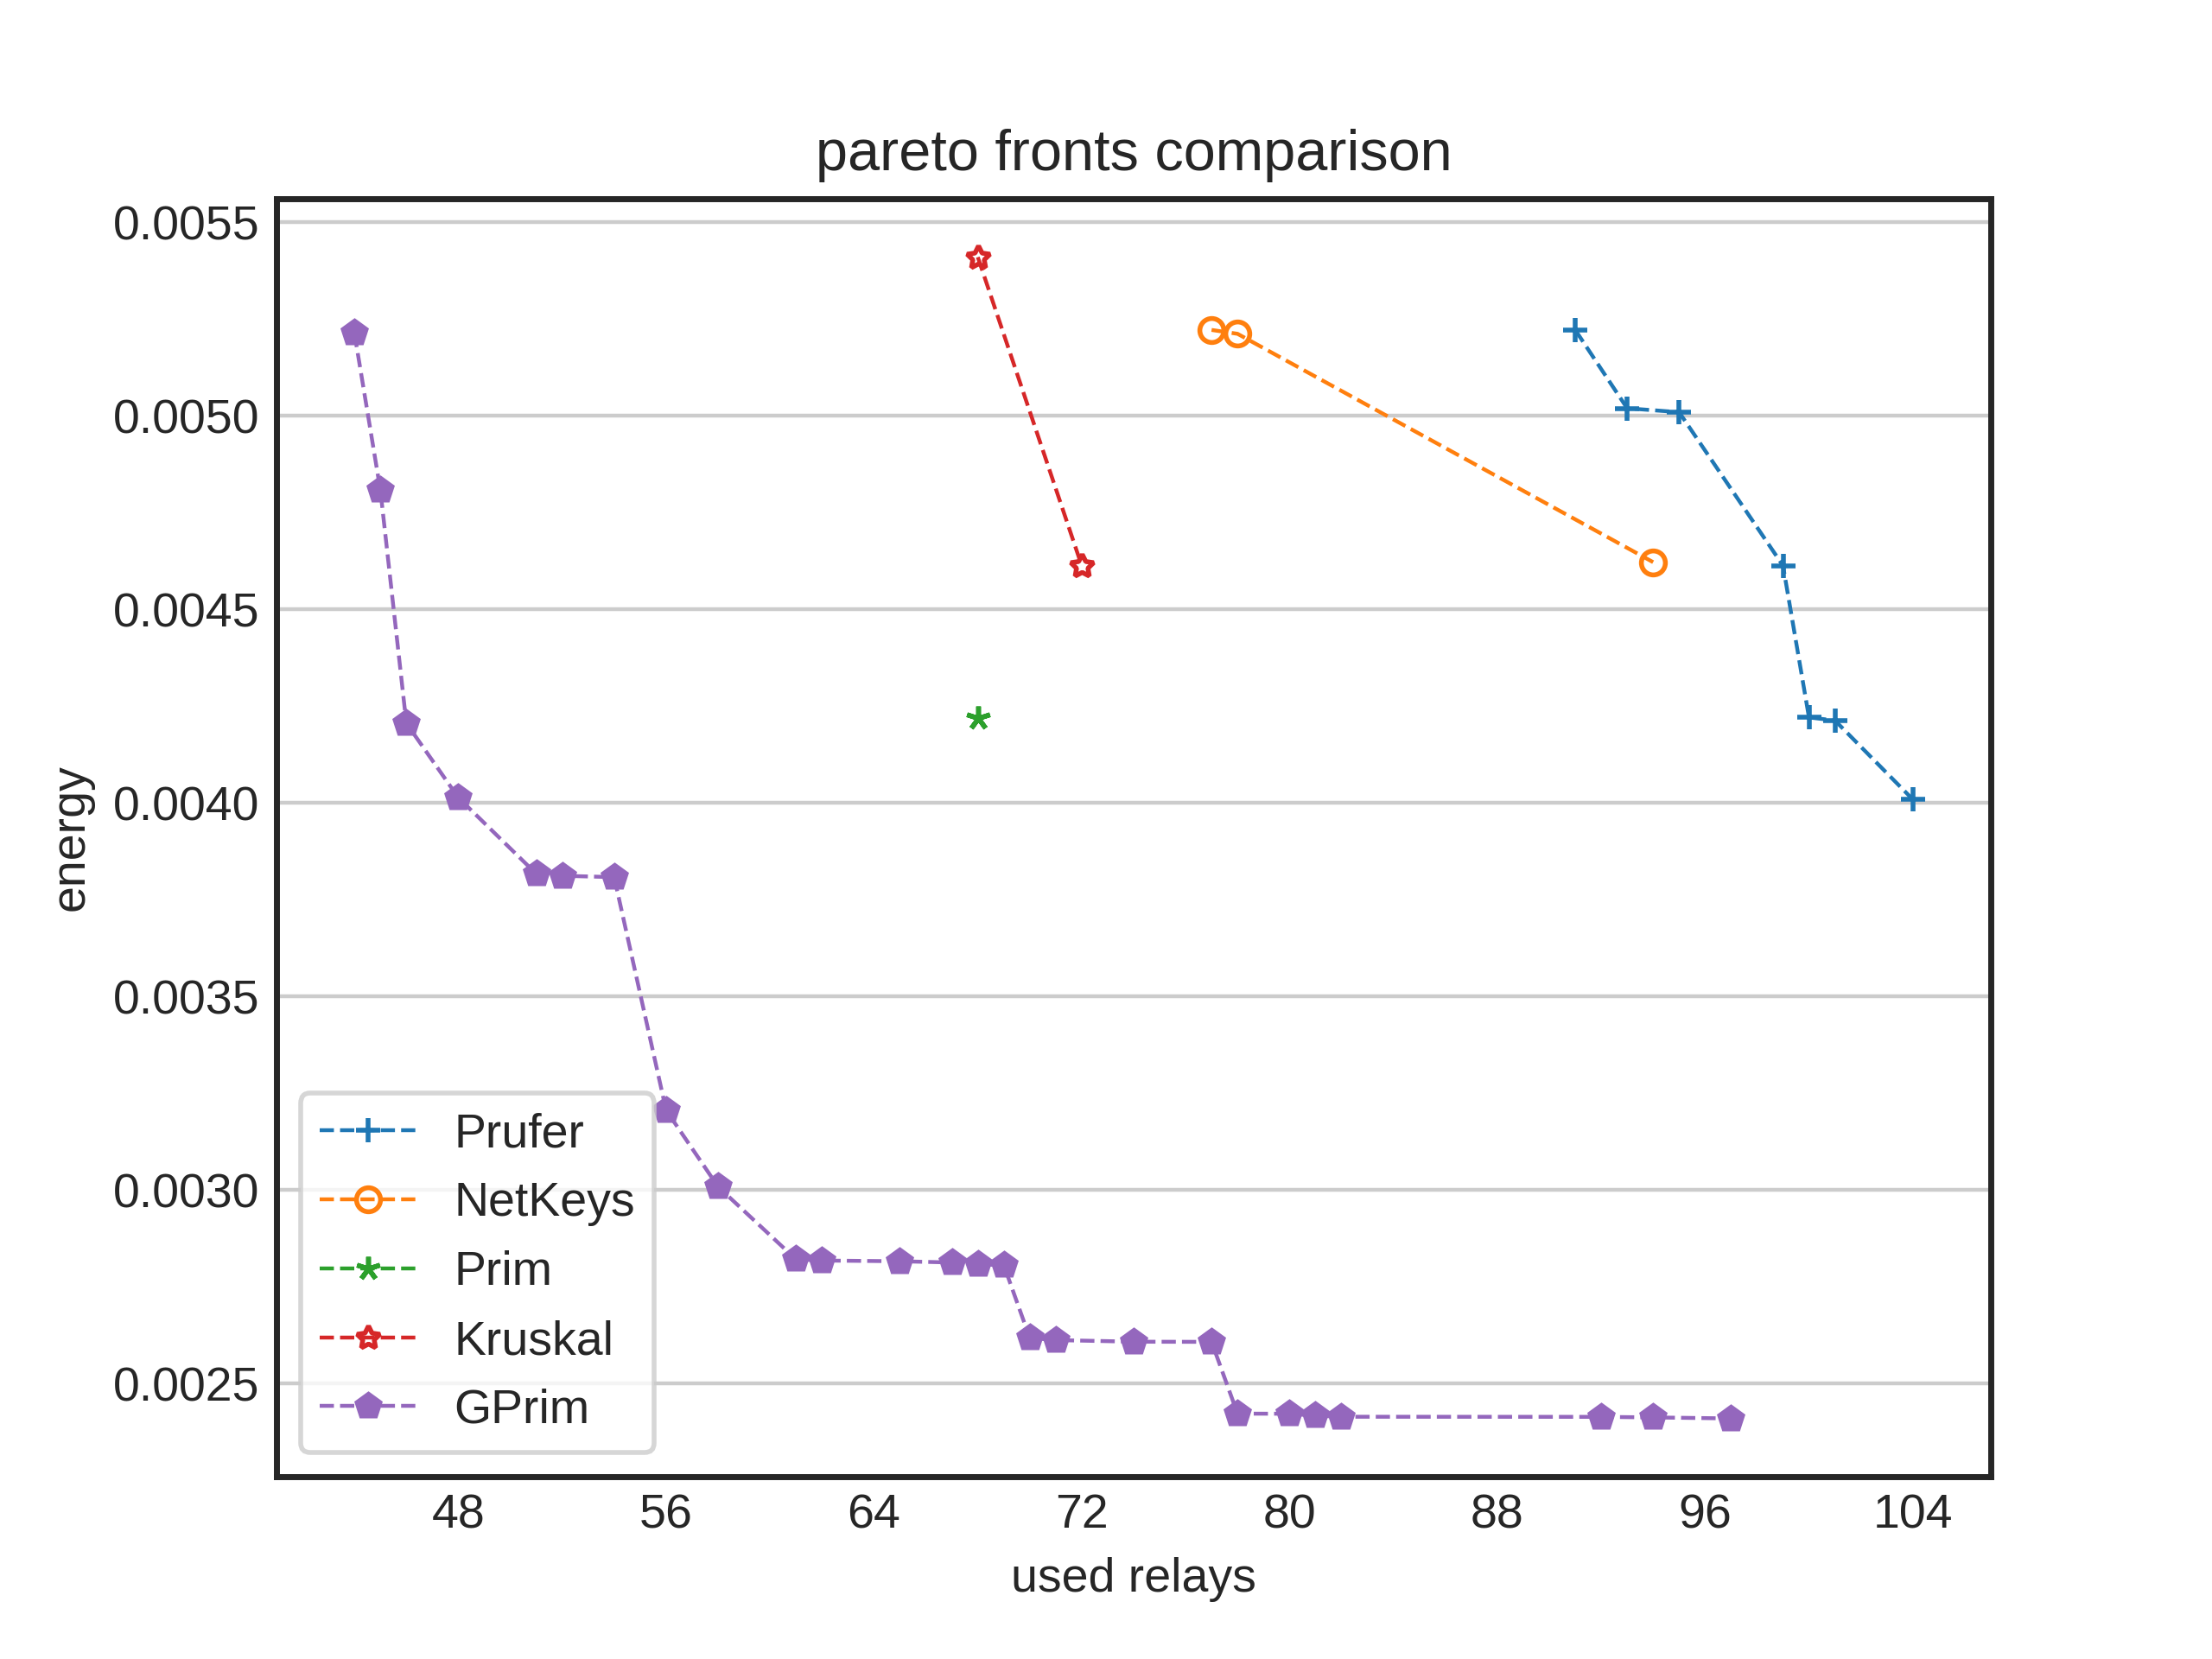 pareto fronts comparison
0.0055
0.0050
0.0045
0.0040
0.0035
0.0030
0.0025
energy
Prufer
NetKeys
Prim
Kruskal
GPrim
48 56 64 72 80 88 96 104
used relays